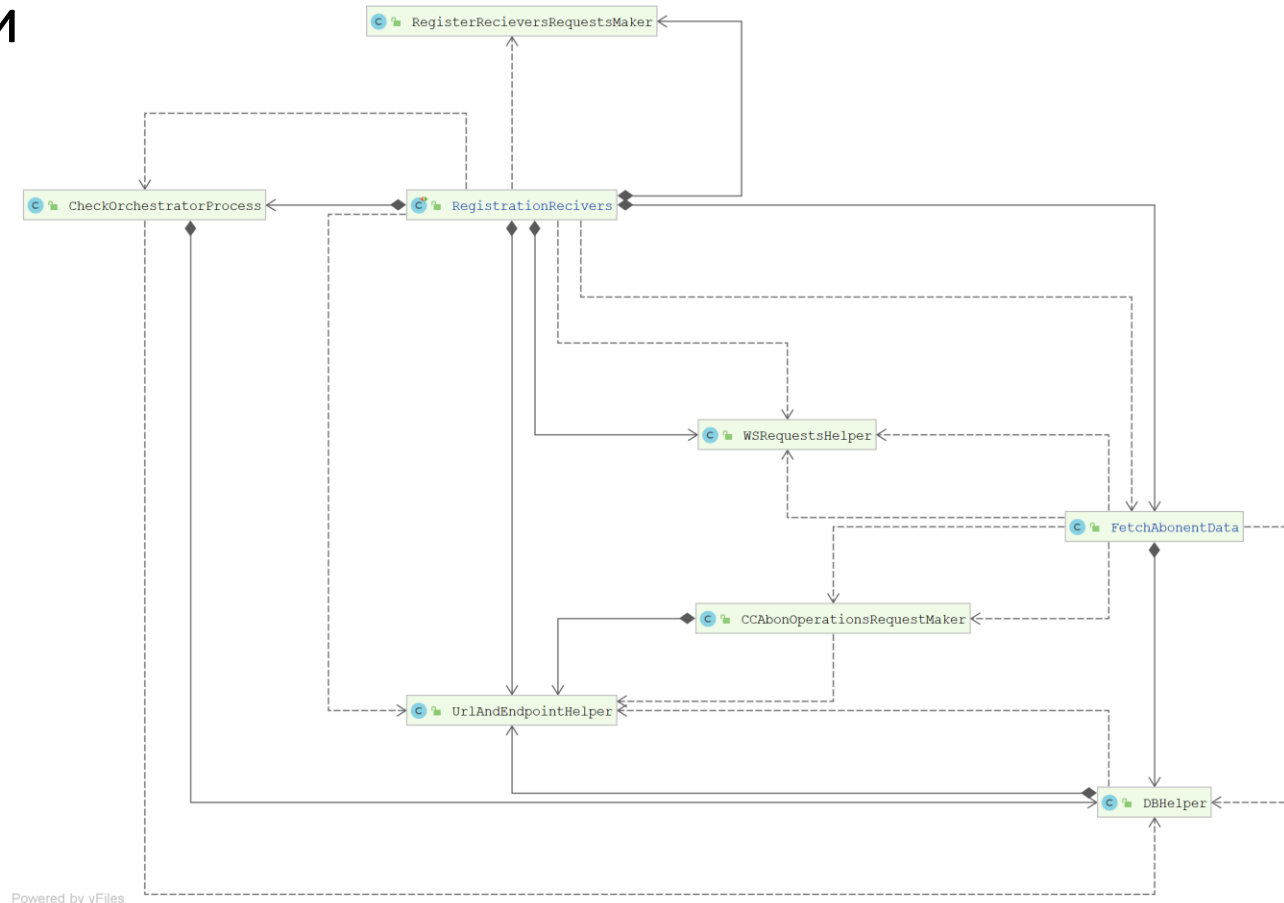 RegisterRecieversRequestsMaker
CheckOrchestratorProcess
RegistrationRecivers
WSRequestsHelper
FetchAbonentData
CCAbonOperationsRequestMaker
UrlAndEndpointHelper
DBHelper
Powered by yFiles